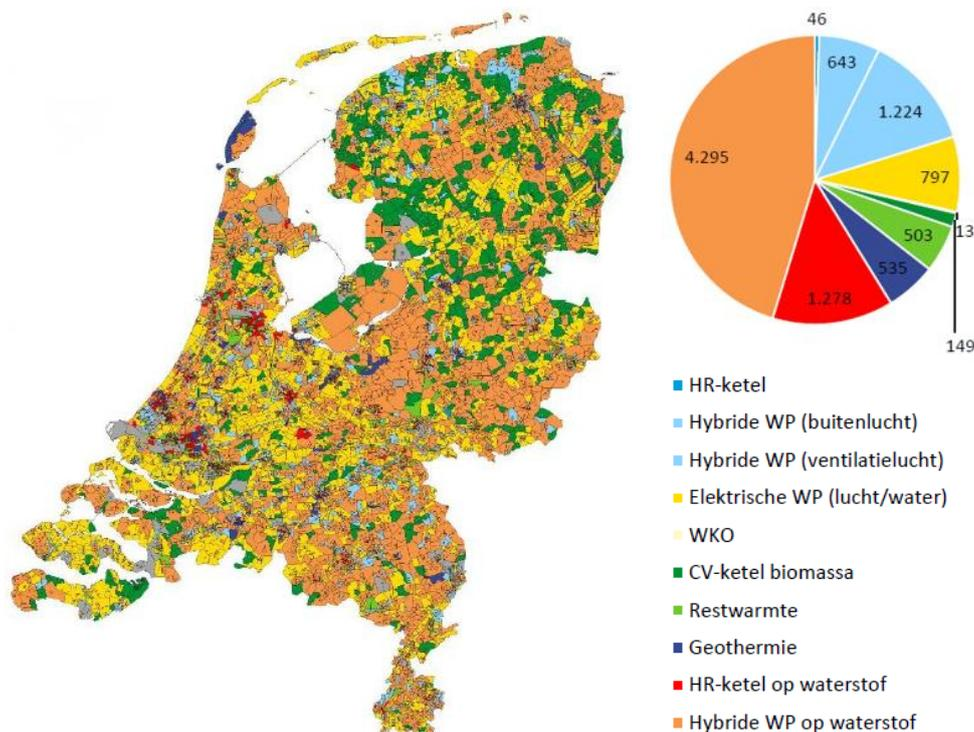 46
643
1.224
4.295
797
13
503
535
1.278
149
HR-ketel
Hybride WP (buitenlucht)
Hybride WP (ventilatielucht)
Elektrische WP (lucht/water)
WKO
CV-ketel biomassa
Restwarmte
Geothermie
HR-ketel op waterstof
Hybride WP op waterstof